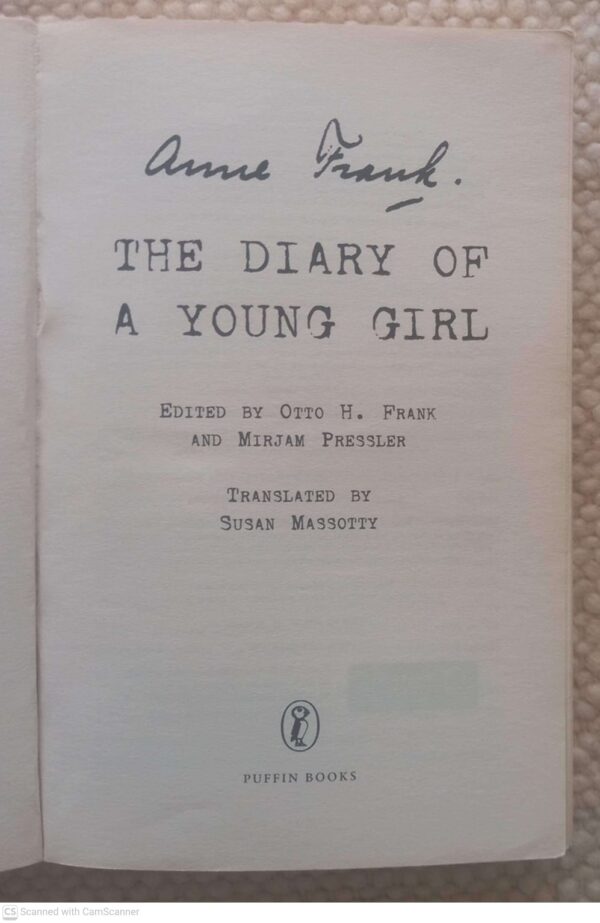 Anne Frank.
THE DIARY OF
A YOUNG GIRL
EDITED BY OTTO H. FRANK
AND MIRJAM PRESSLER
TRANSLATED BY
SUSAN MASSOTTY
PUFFIN BOOKS
CS Scanned with CamScanner